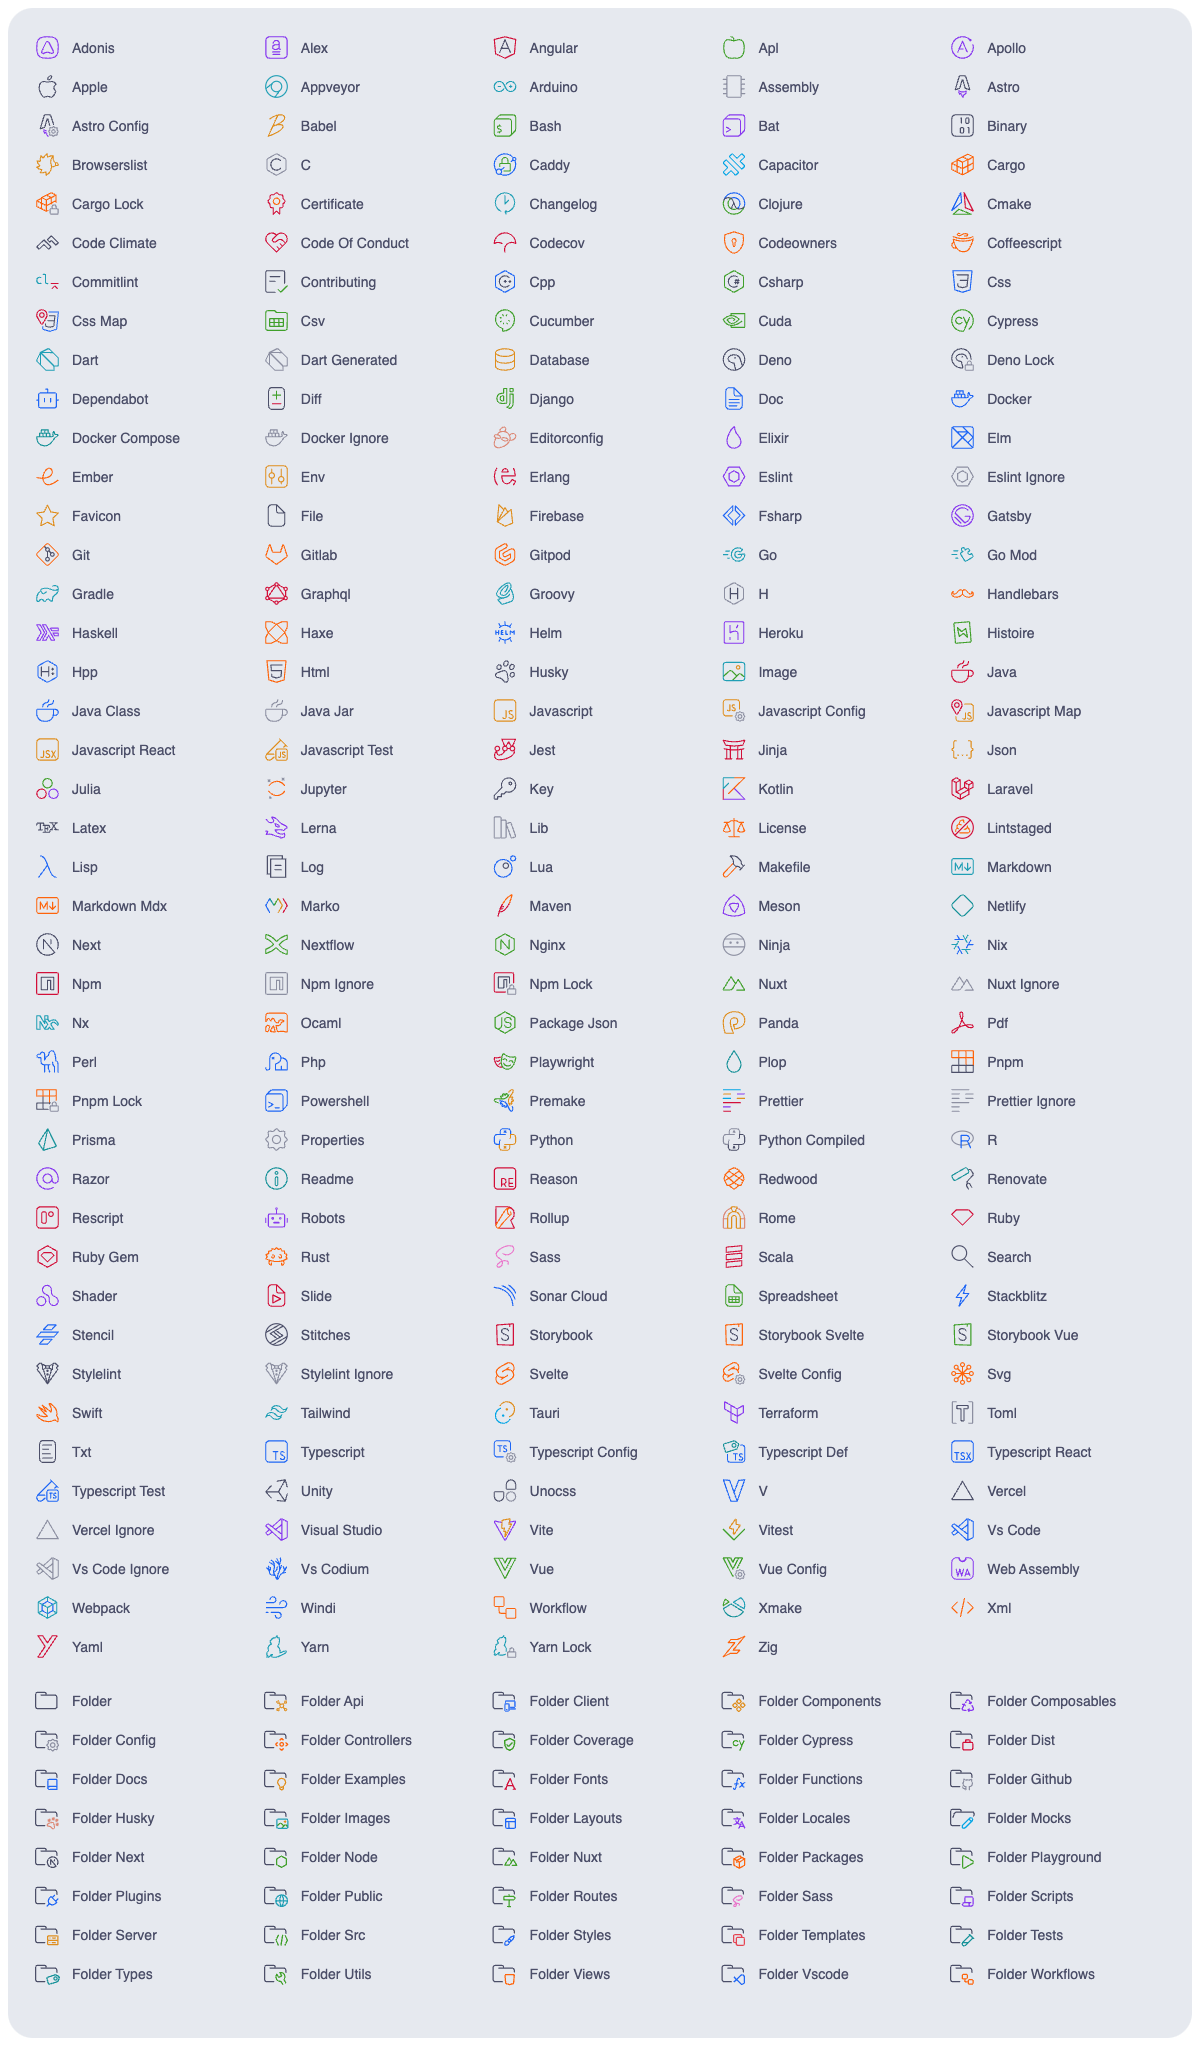 Adonis Alex Angular Apl Apollo
Apple Appveyor Arduino Assembly Astro
Astro Config Babel Bash Bat Binary
Browserslist C Caddy Capacitor Cargo
Cargo Lock Certificate Changelog Clojure Cmake
Code Climate Code Of Conduct Codecov Codeowners Coffeescript
Commitlint Contributing Cpp Csharp Css
Css Map Csv Cucumber Cuda Cypress
Dart Dart Generated Database Deno Deno Lock
Dependabot Diff Django Doc Docker
Docker Compose Docker Ignore Editorconfig Elixir Elm
Ember Env Erlang Eslint Eslint Ignore
Favicon File Firebase Fsharp Gatsby
Git Gitlab Gitpod Go Go Mod
Gradle Graphql Groovy H Handlebars
Haskell Haxe Helm Heroku Histoire
Hpp Html Husky Image Java
Java Class Java Jar Javascript Javascript Config Javascript Map
Javascript React Javascript Test Jest Jinja Json
Julia Jupyter Key Kotlin Laravel
Latex Lerna Lib License Lintstaged
Lisp Log Lua Makefile Markdown
Markdown Mdx Marko Maven Meson Netlify
Next Nextflow Nginx Ninja Nix
Npm Npm Ignore Npm Lock Nuxt Nuxt Ignore
Nx Ocaml Package Json Panda Pdf
Perl Php Playwright Plop Pnpm
Pnpm Lock Powershell Premake Prettier Prettier Ignore
Prisma Properties Python Python Compiled R
Razor Readme Reason Redwood Renovate
Rescript Robots Rollup Rome Ruby
Ruby Gem Rust Sass Scala Search
Shader Slide Sonar Cloud Spreadsheet Stackblitz
Stencil Stitches Storybook Storybook Svelte Storybook Vue
Stylelint Stylelint Ignore Svelte Svelte Config Svg
Swift Tailwind Tauri Terraform Toml
Txt Typescript Typescript Config Typescript Def Typescript React
Typescript Test Unity Unocss V Vercel
Vercel Ignore Visual Studio Vite Vitest Vs Code
Vs Code Ignore Vs Codium Vue Vue Config Web Assembly
Webpack Windi Workflow Xmake Xml
Yaml Yarn Yarn Lock Zig
Folder Folder Api Folder Client Folder Components Folder Composables
Folder Config Folder Controllers Folder Coverage Folder Cypress Folder Dist
Folder Docs Folder Examples Folder Fonts Folder Functions Folder Github
Folder Husky Folder Images Folder Layouts Folder Locales Folder Mocks
Folder Next Folder Node Folder Nuxt Folder Packages Folder Playground
Folder Plugins Folder Public Folder Routes Folder Sass Folder Scripts
Folder Server Folder Src Folder Styles Folder Templates Folder Tests
Folder Types Folder Utils Folder Views Folder Vscode Folder Workflows